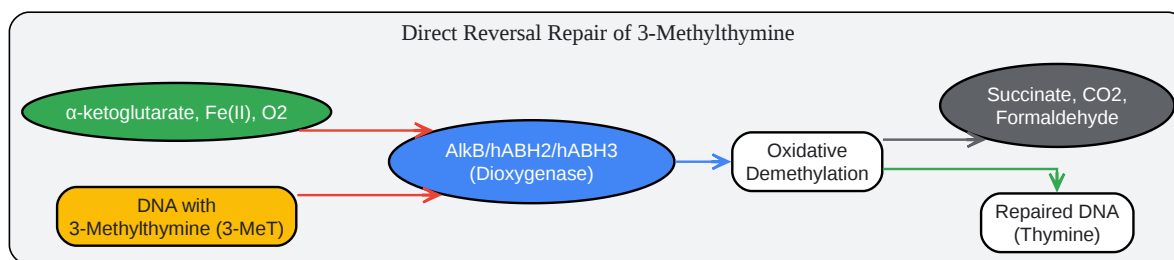 Direct Reversal Repair of 3-Methylthymine
α-ketoglutarate, Fe(II), O2
DNA with
3-Methylthymine (3-MeT)
AlkB/hABH2/hABH3
(Dioxygenase)
Oxidative
Demethylation
Succinate, CO2,
Formaldehyde
Repaired DNA
(Thymine)